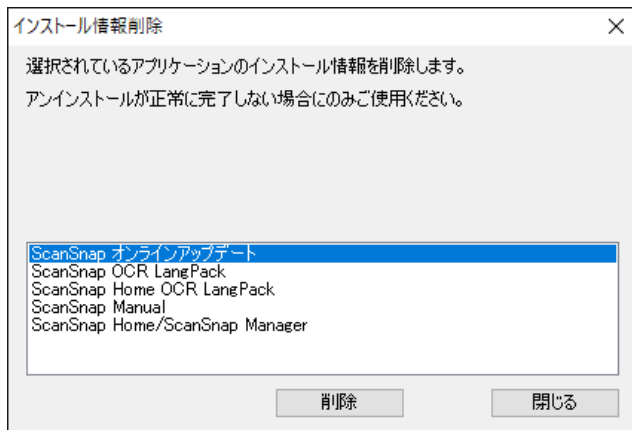 インストール情報削除
選択されているアプリケーションのインストール情報を削除します。
アンインストールが正常に完了しない場合にのみご使用ください。
ScanSnap オンラインアップデート
ScanSnap OCR LangPack
ScanSnap Home OCR LangPack
ScanSnap Manual
ScanSnap Home/ScanSnap Manager
削除
閉じる